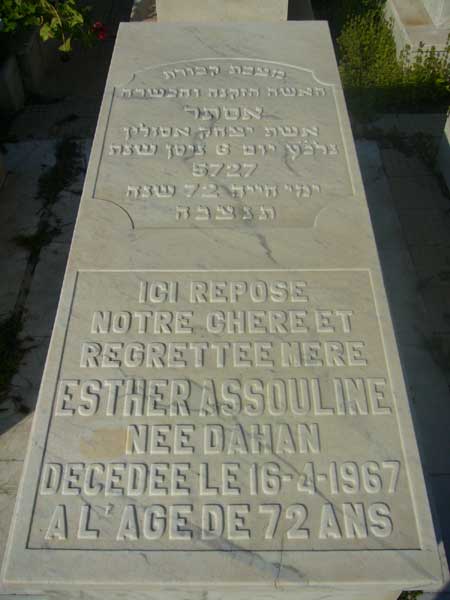 מצבת קבורת
האשה הזקנה והכשרה
אסתר
אשת יצחק אסולין
נלבע יום 6 ניסן שנה
5727
ימי חייה 72 שנה
תנצבה
ICI REPOSE
NOTRE CHERE ET
REGRETTEE MERE
ESTHER ASSOULINE
NEE DAHAN
DECEDEE LE 16-4-1967
A L'AGE DE 72 ANS